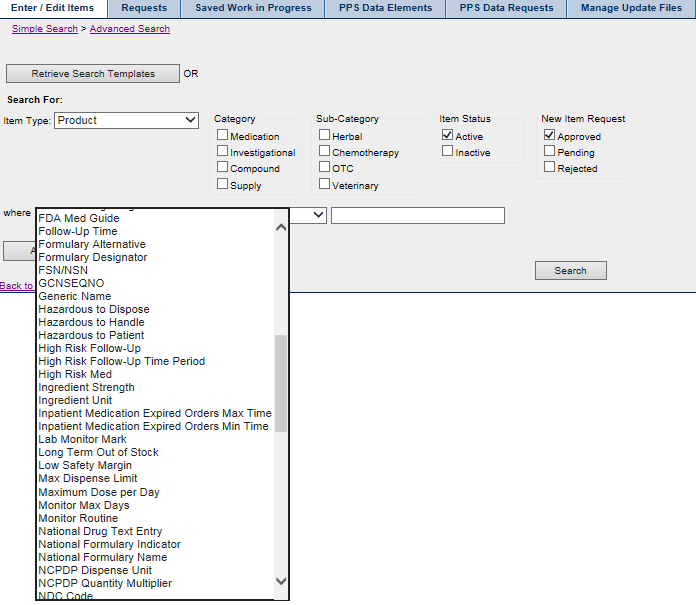 Enter / Edit Items Requests Saved Work in Progress PPS Data Elements PPS Data Requests Manage Update Files
Simple Search > Advanced Search
Retrieve Search Templates OR
Search For:
Item Type: Product
Category
Medication
Investigational
Compound
Supply
Sub-Category
Herbal
Chemotherapy
OTC
Veterinary
Item Status
Active
Inactive
New Item Request
Approved
Pending
Rejected
where
Search
Back to
FDA Med Guide
Follow-Up Time
Formulary Alternative
Formulary Designator
FSN/NSN
GCNSEQNO
Generic Name
Hazardous to Dispose
Hazardous to Handle
Hazardous to Patient
High Risk Follow-Up
High Risk Follow-Up Time Period
High Risk Med
Ingredient Strength
Ingredient Unit
Inpatient Medication Expired Orders Max Time
Inpatient Medication Expired Orders Min Time
Lab Monitor Mark
Long Term Out of Stock
Low Safety Margin
Max Dispense Limit
Maximum Dose per Day
Monitor Max Days
Monitor Routine
National Drug Text Entry
National Formulary Indicator
National Formulary Name
NCPDP Dispense Unit
NCPDP Quantity Multiplier
NDC Code